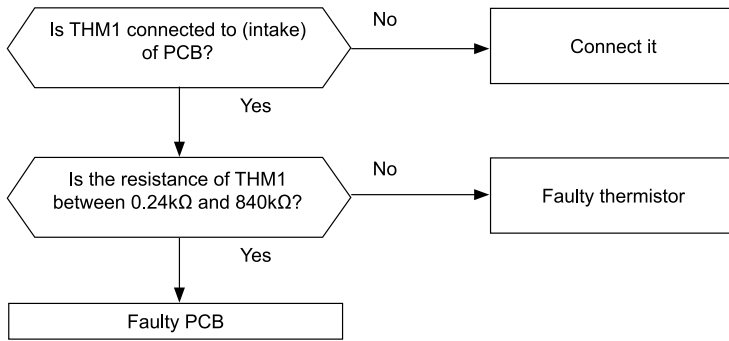 Is THM1 connected to (intake)
of PCB?
No
Connect it
Yes
Is the resistance of THM1
between 0.24kΩ and 840kΩ?
No
Faulty thermistor
Yes
Faulty PCB